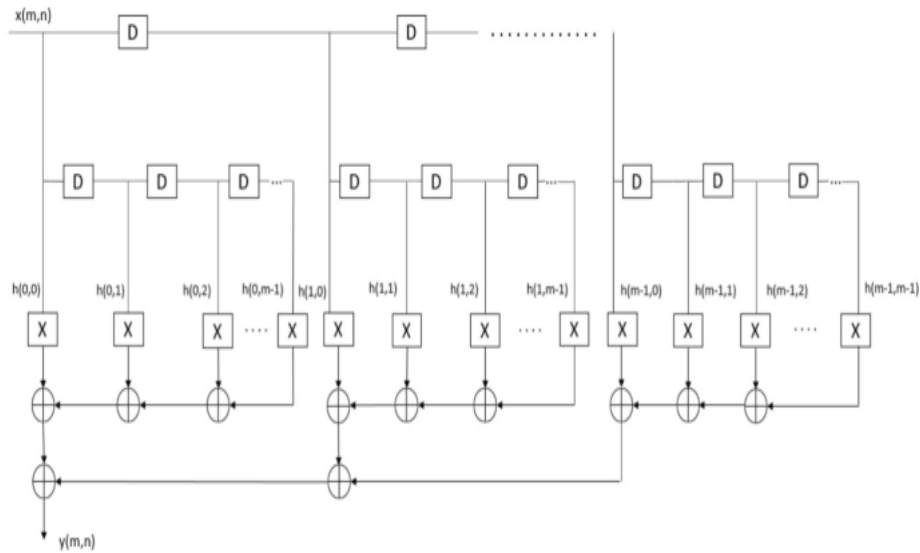 x(m,n)
D D
D D D ... D D D ... D D D ...
h(0,0) h(0,1) h(0,2) h(0,m-1) h(1,0) h(1,1) h(1,2) h(1,m-1) h(m-1,0) h(m-1,1) h(m-1,2) h(m-1,m-1)
X X X .... X X X X .... X X X X .... X
y(m,n)